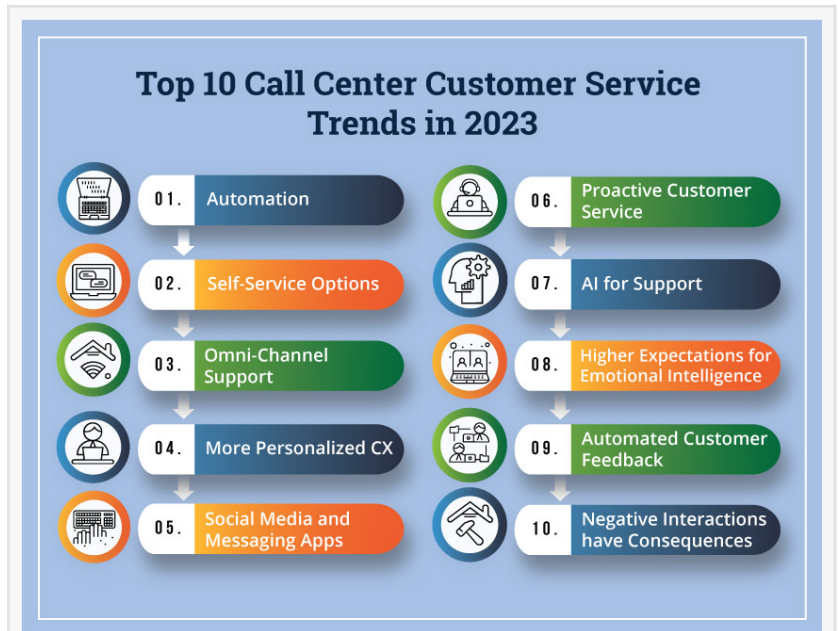 Top 10 Call Center Customer Service
Trends in 2023
01.
Automation
02.
Self-Service Options
03.
Omni-Channel
Support
04.
More Personalized CX
05.
Social Media and
Messaging Apps
06.
Proactive Customer
Service
07.
AI for Support
08.
Higher Expectations for
Emotional Intelligence
09.
Automated Customer
Feedback
10.
Negative Interactions
have Consequences